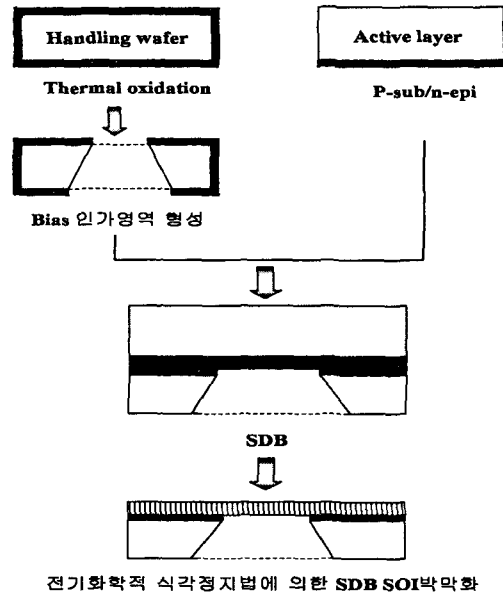 Handling wafer
Active layer
Thermal oxidation
P-sub/n-epi
Bias 인가영역 형성
SDB
전기화학적 식각정지법에 의한 SDB SOI박막화